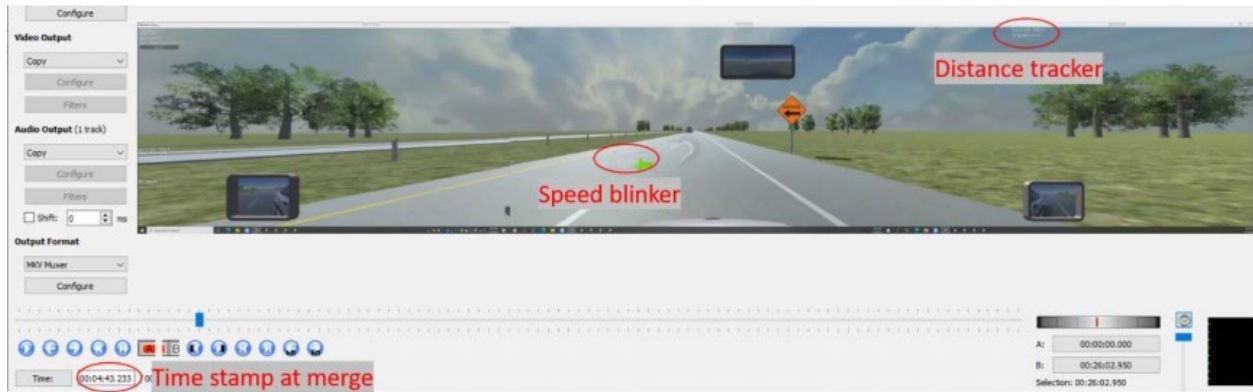 Configure
Video Output
Copy
Configure
Filters
Audio Output (1 track)
Copy
Configure
Filters
Shift: 0 ms
Output Format
MKV Muxer
Configure
Distance tracker
Speed blinker
A B
Time: 00:04:43.233 / 00
Time stamp at merge
A: 00:00:00.000
B: 00:26:02.950
Selection: 00:26:02.950